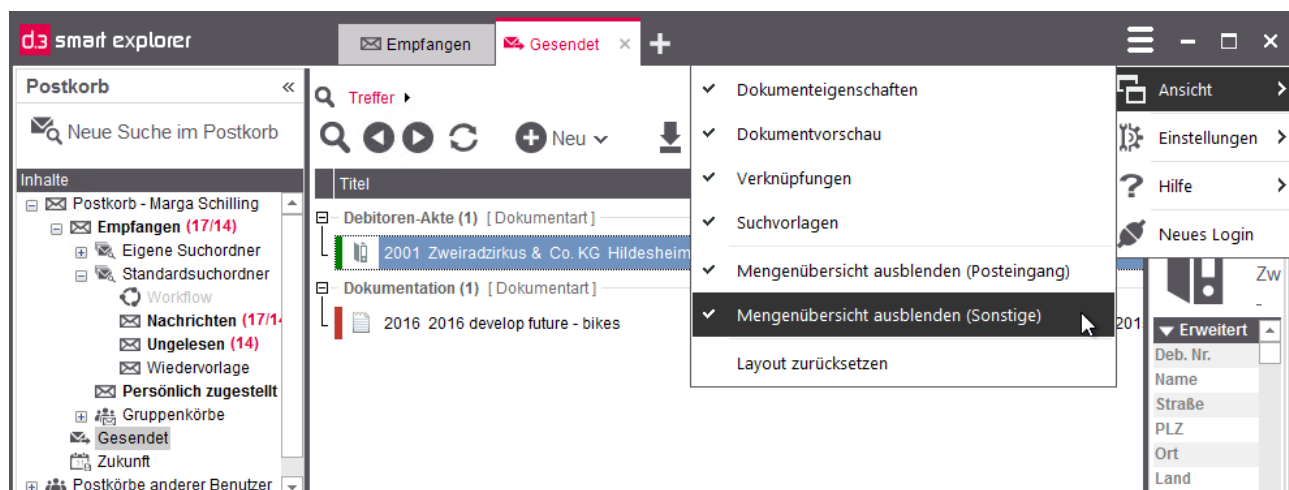 d.3 smart explorer
Empfangen
Gesendet
Postkorb
Neue Suche im Postkorb
Inhalte
Postkorb - Marga Schilling
Empfangen (17/14)
Eigene Suchordner
Standardsuchordner
Workflow
Nachrichten (17/14
Ungelesen (14)
Wiedervorlage
Persönlich zugestellt
Gruppenkörbe
Gesendet
Zukunft
Postkörbe anderer Benutzer
Treffer
Neu
Titel
Debitoren-Akte (1) [ Dokumentart ]
2001 Zweiradzirkus & Co. KG Hildesheim
Dokumentation (1) [ Dokumentart ]
2016 2016 develop future - bikes
Dokumenteigenschaften
Dokumentvorschau
Verknüpfungen
Suchvorlagen
Mengenübersicht ausblenden (Posteingang)
Mengenübersicht ausblenden (Sonstige)
Layout zurücksetzen
Ansicht
Einstellungen
Hilfe
Neues Login
Zw
-
201
Erweitert
Deb. Nr.
Name
Straße
PLZ
Ort
Land